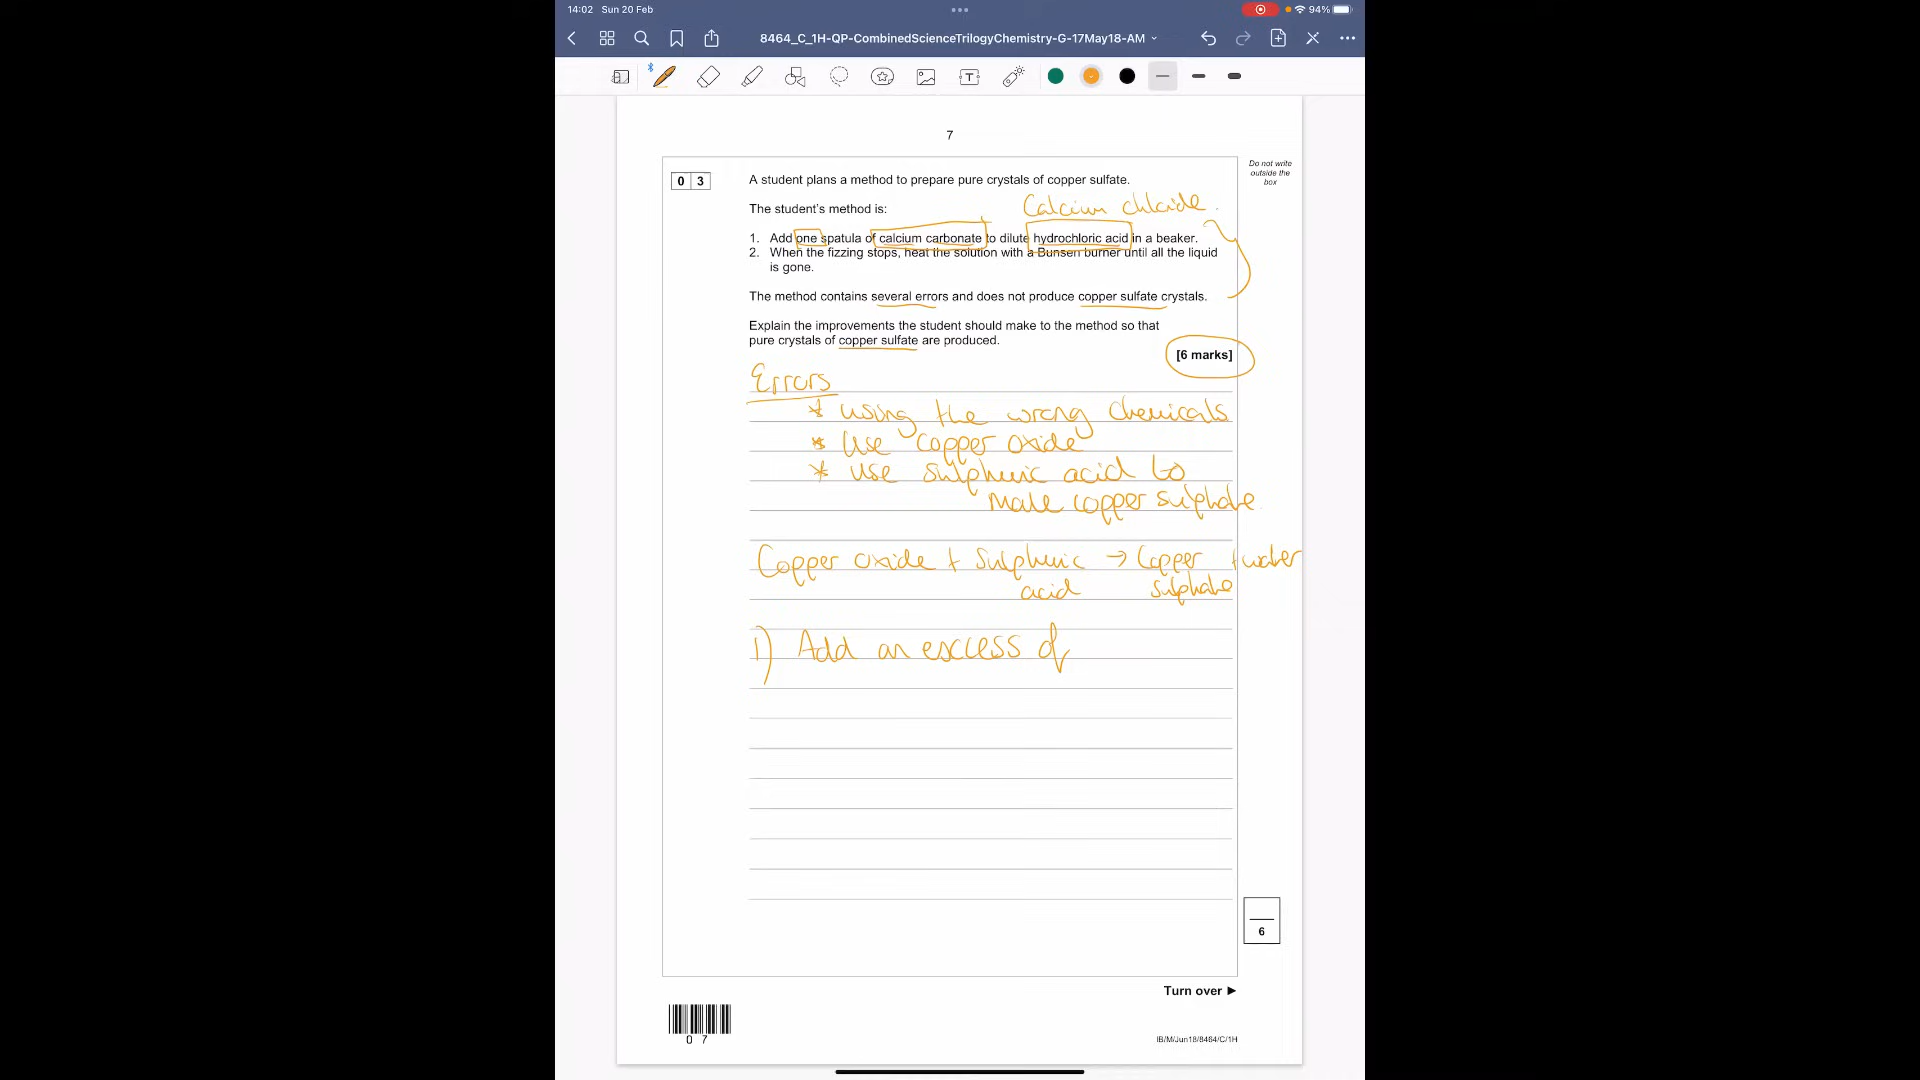 14:02 Sun 20 Feb
94%
8464_C_1H-QP-CombinedScienceTrilogyChemistry-G-17May18-AM
7
Do not write
outside the
box
0 3
A student plans a method to prepare pure crystals of copper sulfate.
Calcium chloride.
The student's method is:
1. Add one spatula of calcium carbonate to dilute hydrochloric acid in a beaker.
2. When the fizzing stops, heat the solution with a Bunsen burner until all the liquid
is gone.
The method contains several errors and does not produce copper sulfate crystals.
Explain the improvements the student should make to the method so that
pure crystals of copper sulfate are produced.
[6 marks]
Errors
* using the wrong chemicals
* Use copper oxide
* use sulphuric acid to
make copper sulphate.
Copper oxide + Sulphuric → Copper + water
acid sulphate
1) Add an excess of
6
Turn over ►
0 7
IB/M/Jun18/8464/C/1H